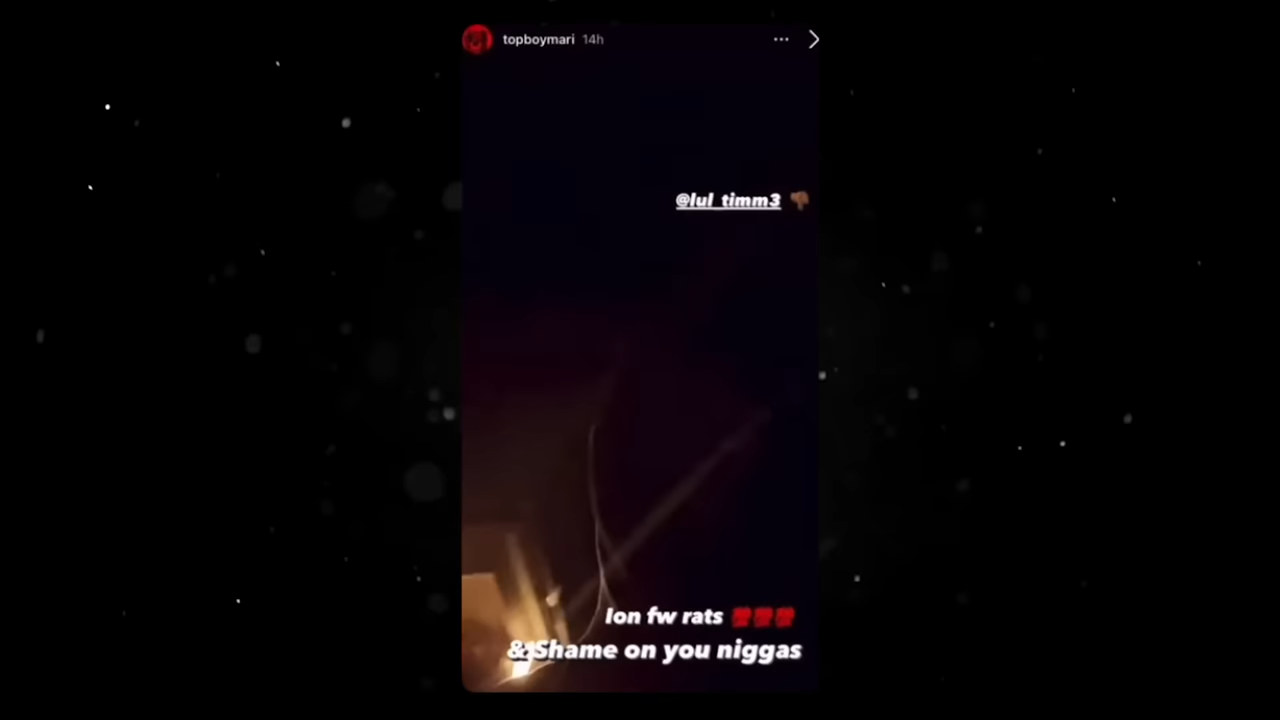 topboymari 14h
@lul_timm3 👎🏾
Ion fw rats 👹👹👹
& Shame on you niggas